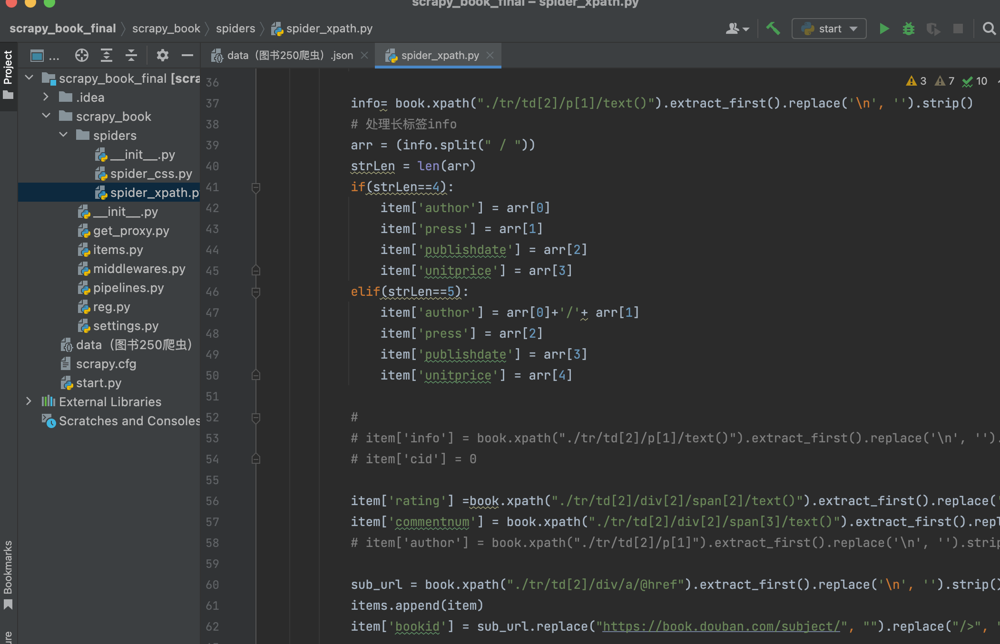 scrapy_book_final – spider_xpath.py
scrapy_book_final
scrapy_book
spiders
spider_xpath.py
start
Project
...
data（图书250爬虫）.json
spider_xpath.py
3
7
10
scrapy_book_final [scra
.idea
scrapy_book
spiders
__init__.py
spider_css.py
spider_xpath.p
__init__.py
get_proxy.py
items.py
middlewares.py
pipelines.py
reg.py
settings.py
data（图书250爬虫）
scrapy.cfg
start.py
External Libraries
Scratches and Consoles
Bookmarks
ure
36
37 info= book.xpath("./tr/td[2]/p[1]/text()").extract_first().replace('\n', '').strip()
38 # 处理长标签info
39 arr = (info.split(" / "))
40 strLen = len(arr)
41 if(strLen==4):
42 item['author'] = arr[0]
43 item['press'] = arr[1]
44 item['publishdate'] = arr[2]
45 item['unitprice'] = arr[3]
46 elif(strLen==5):
47 item['author'] = arr[0]+'/'+ arr[1]
48 item['press'] = arr[2]
49 item['publishdate'] = arr[3]
50 item['unitprice'] = arr[4]
51
52 #
53 # item['info'] = book.xpath("./tr/td[2]/p[1]/text()").extract_first().replace('\n', '').
54 # item['cid'] = 0
55
56 item['rating'] =book.xpath("./tr/td[2]/div[2]/span[2]/text()").extract_first().replace('
57 item['commentnum'] = book.xpath("./tr/td[2]/div[2]/span[3]/text()").extract_first().repl
58 # item['author'] = book.xpath("./tr/td[2]/p[1]").extract_first().replace('\n', '').strip
59
60 sub_url = book.xpath("./tr/td[2]/div/a/@href").extract_first().replace('\n', '').strip()
61 items.append(item)
62 item['bookid'] = sub_url.replace("https://book.douban.com/subject/", "").replace("/>", "